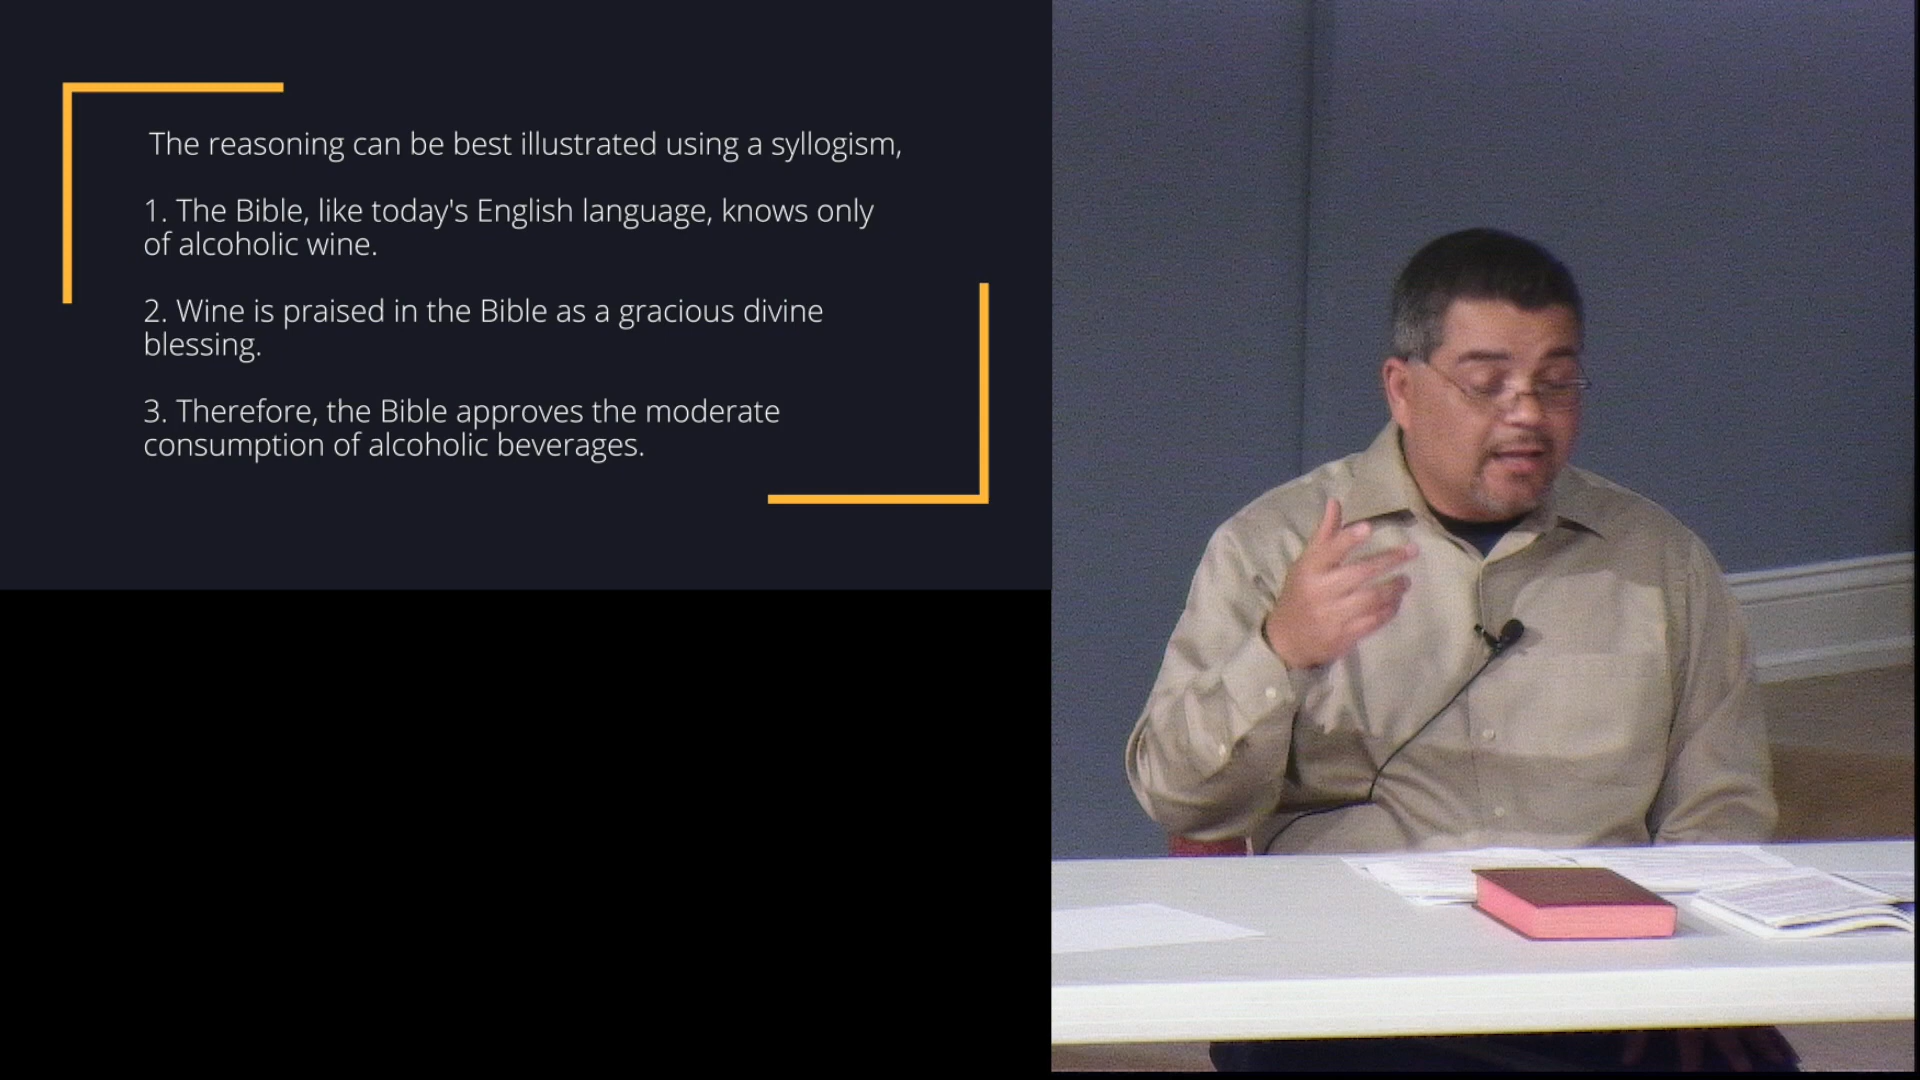 The reasoning can be best illustrated using a syllogism,
1. The Bible, like today's English language, knows only
of alcoholic wine.
2. Wine is praised in the Bible as a gracious divine
blessing.
3. Therefore, the Bible approves the moderate
consumption of alcoholic beverages.